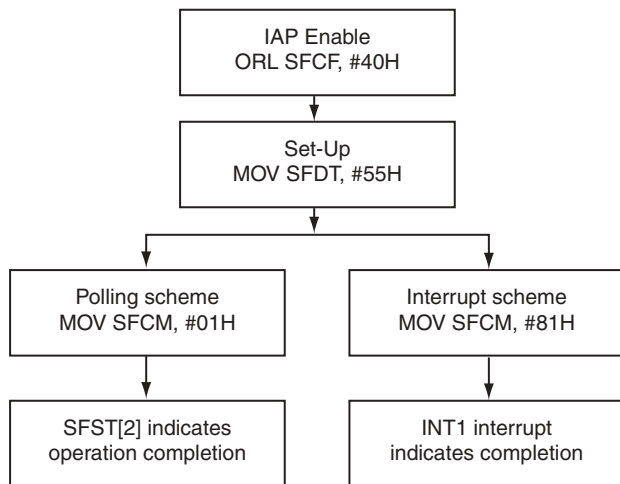 IAP Enable
ORL SFCF, #40H
Set-Up
MOV SFDT, #55H
Polling scheme
MOV SFCM, #01H
Interrupt scheme
MOV SFCM, #81H
SFST[2] indicates
operation completion
INT1 interrupt
indicates completion